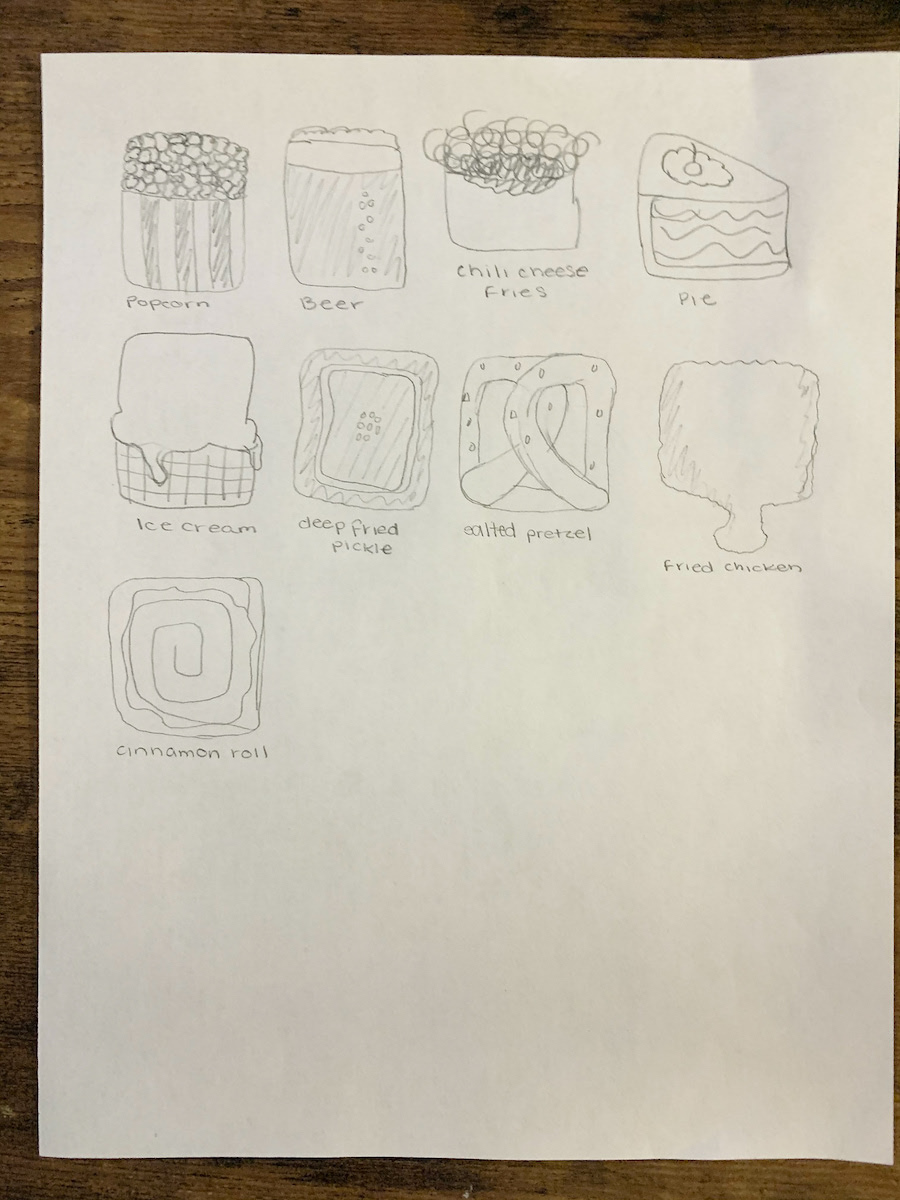 Popcorn
Beer
Chili cheese
Fries
Pie
Ice cream
deep fried
pickle
salted pretzel
fried chicken
cinnamon roll